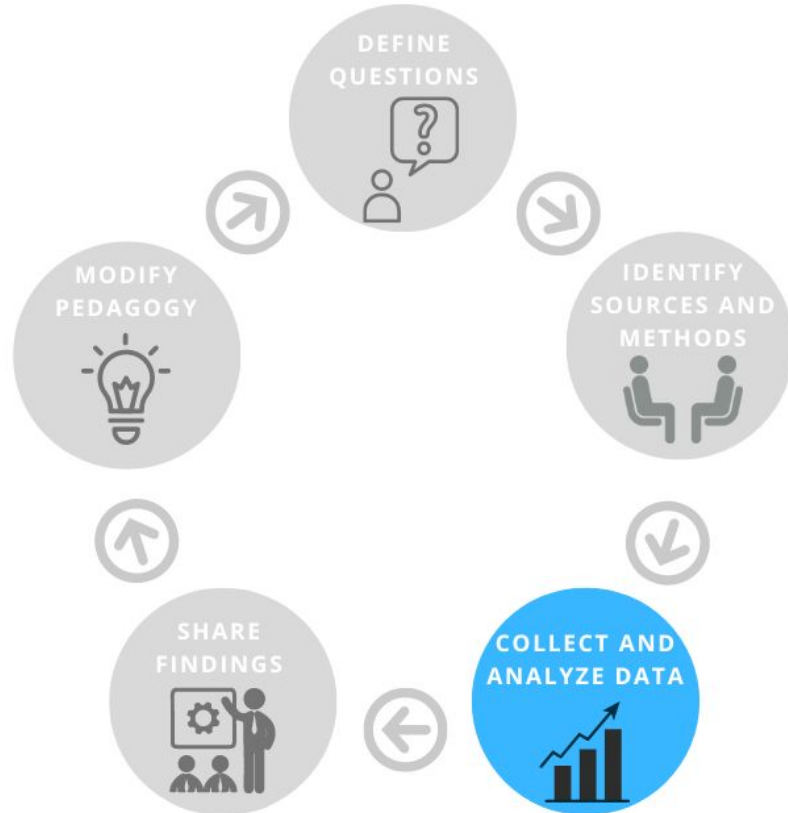 DEFINE
QUESTIONS
IDENTIFY
SOURCES AND
METHODS
COLLECT AND
ANALYZE DATA
SHARE
FINDINGS
MODIFY
PEDAGOGY